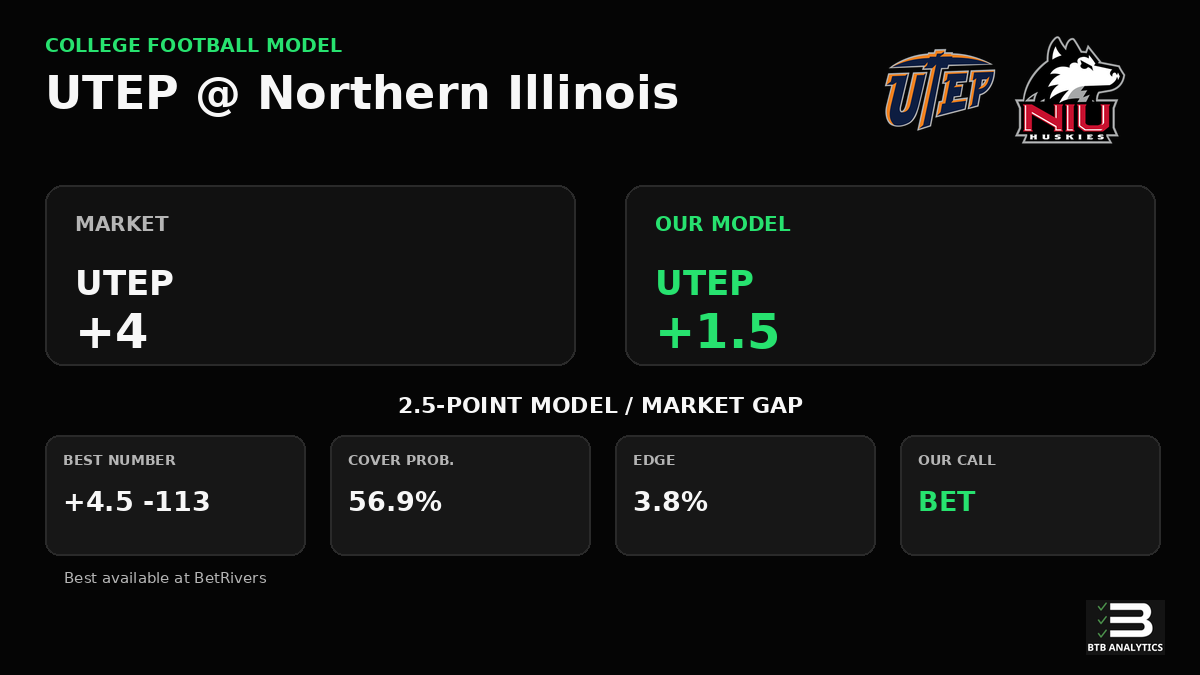 COLLEGE FOOTBALL MODEL
UTEP @ Northern Illinois
UTEP
NIU
HUSKIES
MARKET
UTEP
+4
OUR MODEL
UTEP
+1.5
2.5-POINT MODEL / MARKET GAP
BEST NUMBER
+4.5 -113
COVER PROB.
56.9%
EDGE
3.8%
OUR CALL
BET
Best available at BetRivers
B
BTB ANALYTICS